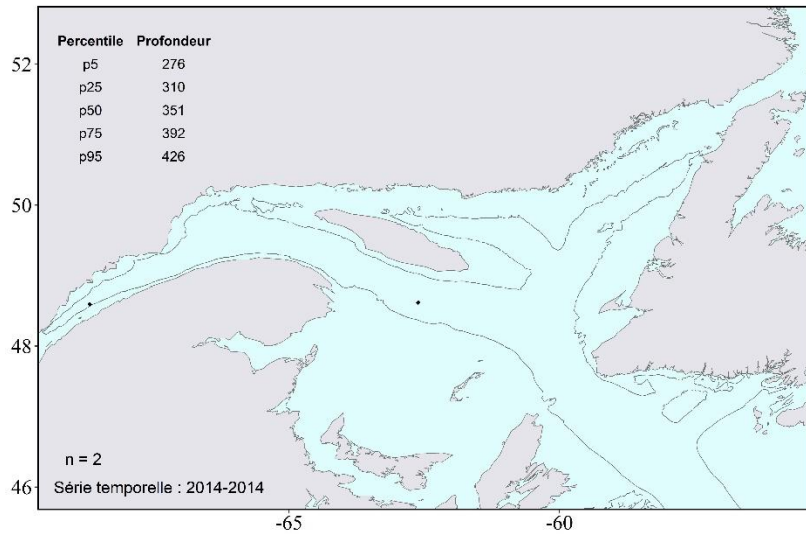 Percentile Profondeur
p5 276
p25 310
p50 351
p75 392
p95 426
52
50
48
46
n = 2
Série temporelle : 2014-2014
-65 -60